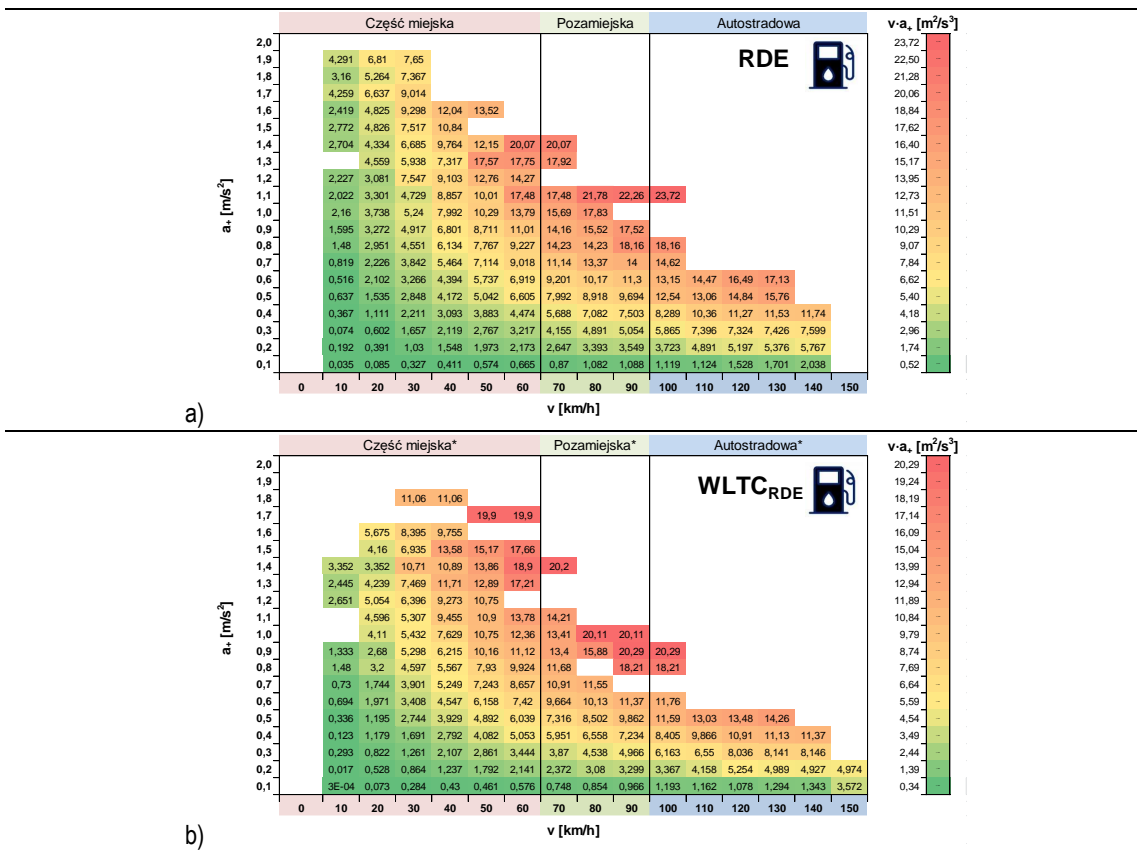 Część miejska Pozamiejska Autostradowa v·a₊ [m²/s³]
RDE
a₊ [m/s²]
2,0
1,9 4,291 6,81 7,65
1,8 3,16 5,264 7,367
1,7 4,259 6,637 9,014
1,6 2,419 4,825 9,298 12,04 13,52
1,5 2,772 4,826 7,517 10,84
1,4 2,704 4,334 6,685 9,764 12,15 20,07 20,07
1,3 4,559 5,938 7,317 17,57 17,75 17,92
1,2 2,227 3,081 7,547 9,103 12,76 14,27
1,1 2,022 3,301 4,729 8,857 10,01 17,48 17,48 21,78 22,26 23,72
1,0 2,16 3,738 5,24 7,992 10,29 13,79 15,69 17,83
0,9 1,595 3,272 4,917 6,801 8,711 11,01 14,16 15,52 17,52
0,8 1,48 2,951 4,551 6,134 7,767 9,227 14,23 14,23 18,16 18,16
0,7 0,819 2,226 3,842 5,464 7,114 9,018 11,14 13,37 14 14,62
0,6 0,516 2,102 3,266 4,394 5,737 6,919 9,201 10,17 11,3 13,15 14,47 16,49 17,13
0,5 0,637 1,535 2,848 4,172 5,042 6,605 7,992 8,918 9,694 12,54 13,06 14,84 15,76
0,4 0,367 1,111 2,211 3,093 3,883 4,474 5,688 7,082 7,503 8,289 10,36 11,27 11,53 11,74
0,3 0,074 0,602 1,657 2,119 2,767 3,217 4,155 4,891 5,054 5,865 7,396 7,324 7,426 7,599
0,2 0,192 0,391 1,03 1,548 1,973 2,173 2,647 3,393 3,549 3,723 4,891 5,197 5,376 5,767
0,1 0,035 0,085 0,327 0,411 0,574 0,665 0,87 1,082 1,088 1,119 1,124 1,528 1,701 2,038
0 10 20 30 40 50 60 70 80 90 100 110 120 130 140 150
v [km/h]
23,72
22,50
21,28
20,06
18,84
17,62
16,40
15,17
13,95
12,73
11,51
10,29
9,07
7,84
6,62
5,40
4,18
2,96
1,74
0,52
a)
Część miejska* Pozamiejska* Autostradowa* v·a₊ [m²/s³]
WLTC_RDE
a₊ [m/s²]
2,0
1,9
1,8 11,06 11,06
1,7 19,9 19,9
1,6 5,675 8,395 9,755
1,5 4,16 6,935 13,58 15,17 17,66
1,4 3,352 3,352 10,71 10,89 13,86 18,9 20,2
1,3 2,445 4,239 7,469 11,71 12,89 17,21
1,2 2,651 5,054 6,396 9,273 10,75
1,1 4,596 5,307 9,455 10,9 13,78 14,21
1,0 4,11 5,432 7,629 10,75 12,36 13,41 20,11 20,11
0,9 1,333 2,68 5,298 6,215 10,16 11,12 13,4 15,88 20,29 20,29
0,8 1,48 3,2 4,597 5,567 7,93 9,924 11,68 18,21 18,21
0,7 0,73 1,744 3,901 5,249 7,243 8,657 10,91 11,55
0,6 0,694 1,971 3,408 4,547 6,158 7,42 9,664 10,13 11,37 11,76
0,5 0,336 1,195 2,744 3,929 4,892 6,039 7,316 8,502 9,862 11,59 13,03 13,48 14,26
0,4 0,123 1,179 1,691 2,792 4,082 5,053 5,951 6,558 7,234 8,405 9,866 10,91 11,13 11,37
0,3 0,293 0,822 1,261 2,107 2,861 3,444 3,87 4,538 4,966 6,163 6,55 8,036 8,141 8,146
0,2 0,017 0,528 0,864 1,237 1,792 2,141 2,372 3,08 3,299 3,367 4,158 5,254 4,989 4,927 4,974
0,1 3E-04 0,073 0,284 0,43 0,461 0,576 0,748 0,854 0,966 1,193 1,162 1,078 1,294 1,343 3,572
0 10 20 30 40 50 60 70 80 90 100 110 120 130 140 150
v [km/h]
20,29
19,24
18,19
17,14
16,09
15,04
13,99
12,94
11,89
10,84
9,79
8,74
7,69
6,64
5,59
4,54
3,49
2,44
1,39
0,34
b)